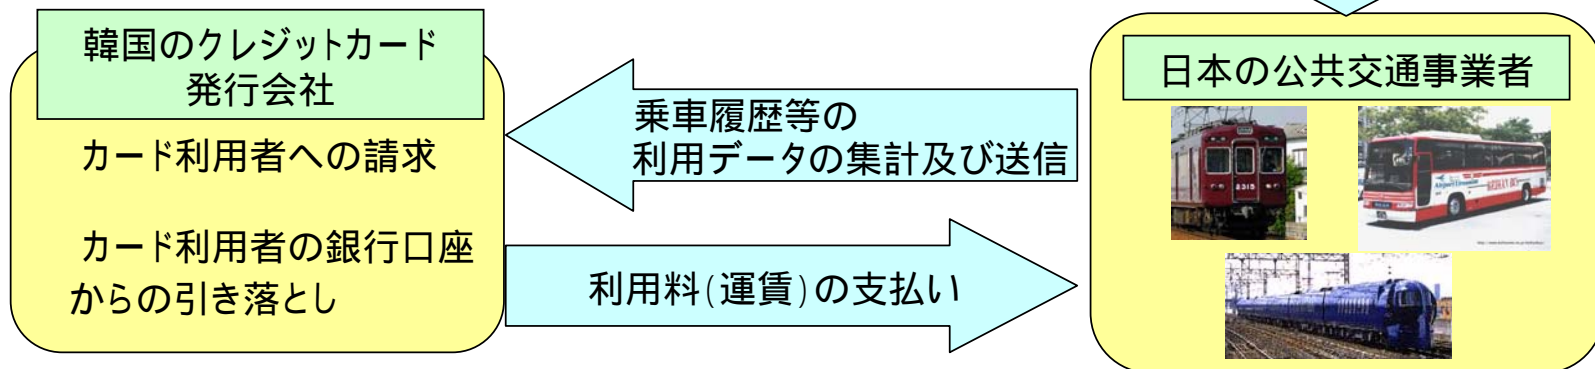 韓国のクレジットカード
発行会社
カード利用者への請求
カード利用者の銀行口座
からの引き落とし
乗車履歴等の
利用データの集計及び送信
利用料(運賃)の支払い
日本の公共交通事業者
2315
KEIHAN BUS